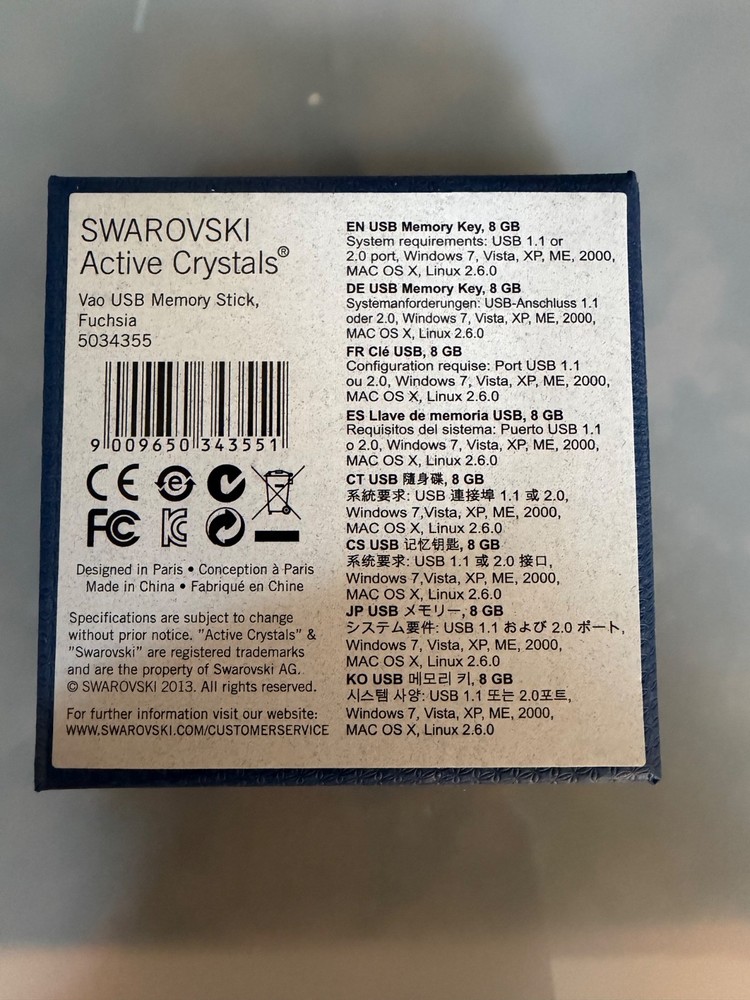 SWAROVSKI
Active Crystals®
Vao USB Memory Stick,
Fuchsia
5034355
9 009650 343551
CE
FC
Designed in Paris • Conception à Paris
Made in China • Fabriqué en Chine
Specifications are subject to change
without prior notice. "Active Crystals" &
"Swarovski" are registered trademarks
and are the property of Swarovski AG.
© SWAROVSKI 2013. All rights reserved.
For further information visit our website:
WWW.SWAROVSKI.COM/CUSTOMERSERVICE
EN USB Memory Key, 8 GB
System requirements: USB 1.1 or
2.0 port, Windows 7, Vista, XP, ME, 2000,
MAC OS X, Linux 2.6.0
DE USB Memory Key, 8 GB
Systemanforderungen: USB-Anschluss 1.1
oder 2.0, Windows 7, Vista, XP, ME, 2000,
MAC OS X, Linux 2.6.0
FR Clé USB, 8 GB
Configuration requise: Port USB 1.1
ou 2.0, Windows 7, Vista, XP, ME, 2000,
MAC OS X, Linux 2.6.0
ES Llave de memoria USB, 8 GB
Requisitos del sistema: Puerto USB 1.1
o 2.0, Windows 7, Vista, XP, ME, 2000,
MAC OS X, Linux 2.6.0
CT USB 隨身碟, 8 GB
系統要求: USB 連接埠 1.1 或 2.0,
Windows 7,Vista, XP, ME, 2000,
MAC OS X, Linux 2.6.0
CS USB 记忆钥匙, 8 GB
系统要求: USB 1.1 或 2.0 接口,
Windows 7,Vista, XP, ME, 2000,
MAC OS X, Linux 2.6.0
JP USB メモリー, 8 GB
システム要件: USB 1.1 および 2.0 ポート,
Windows 7, Vista, XP, ME, 2000,
MAC OS X, Linux 2.6.0
KO USB 메모리 키, 8 GB
시스템 사양: USB 1.1 또는 2.0포트,
Windows 7, Vista, XP, ME, 2000,
MAC OS X, Linux 2.6.0